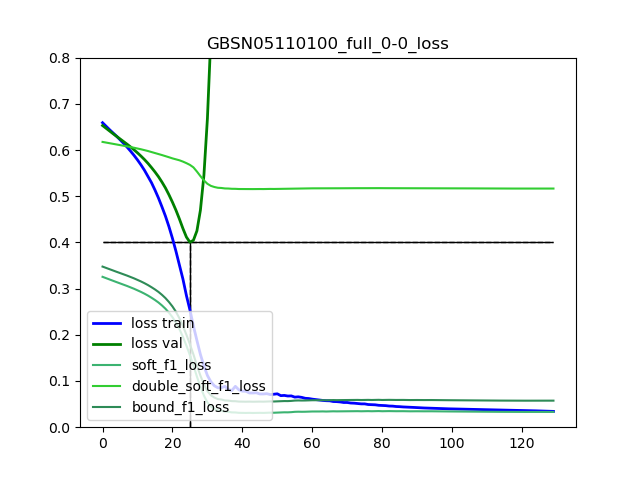 GBSN05110100_full_0-0_loss
0.8
0.7
0.6
0.5
0.4
0.3
0.2
0.1
0.0
loss train
loss val
soft_f1_loss
double_soft_f1_loss
bound_f1_loss
0 20 40 60 80 100 120